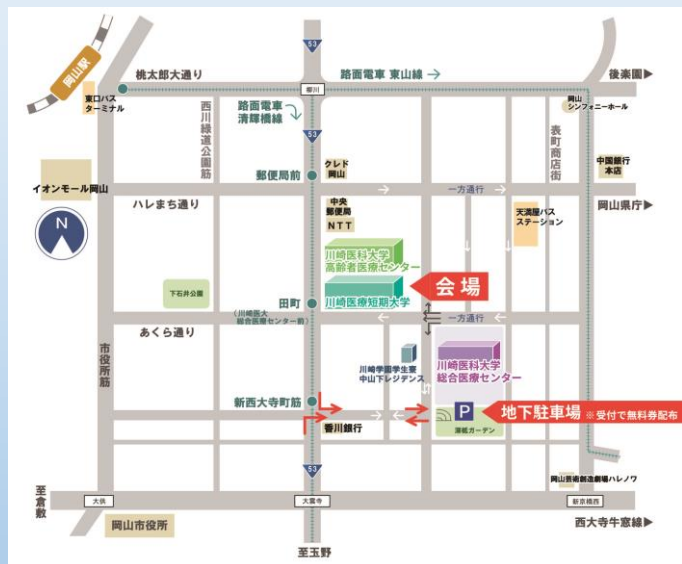 岡山駅
桃太郎大通り
53
路面電車 東山線→
後楽園▶
東口バス
ターミナル
柳川
岡山
シンフォニーホール
西川緑道公園筋
路面電車
清輝橋線
53
表町商店街
郵便局前
クレド
岡山
中国銀行
本店
イオンモール岡山
一方通行
ハレまち通り
岡山県庁▶
中央
郵便局
NTT
天満屋バス
ステーション
N
川崎医科大学
高齢者医療センター
会場
下石井公園
田町
川崎医療短期大学
(川崎医大
総合医療センター前)
一方通行
あくら通り
市役所筋
川崎学園学生寮
中山下レジデンス
川崎医科大学
総合医療センター
新西大寺町筋
P
地下駐車場 ※受付で無料券配布
香川銀行
ガーデン
53
岡山芸術創造劇場ハレノワ
至倉敷
大供
大雲寺
新京橋西
岡山市役所
西大寺牛窓線▶
至玉野